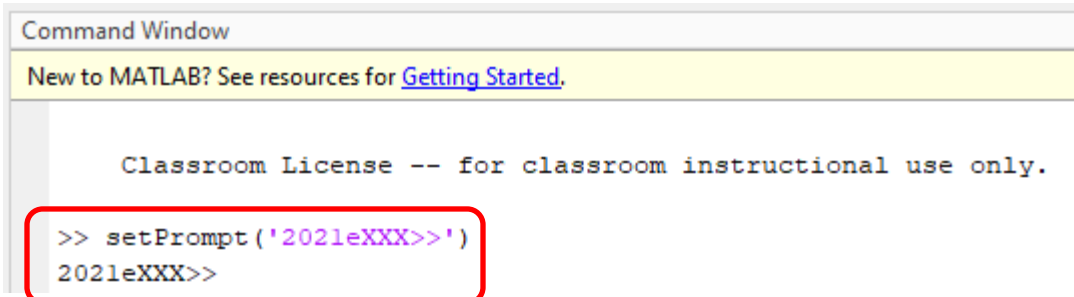 Command Window
New to MATLAB? See resources for Getting Started.
Classroom License -- for classroom instructional use only.
>> setPrompt('2021eXXX>>')
2021eXXX>>